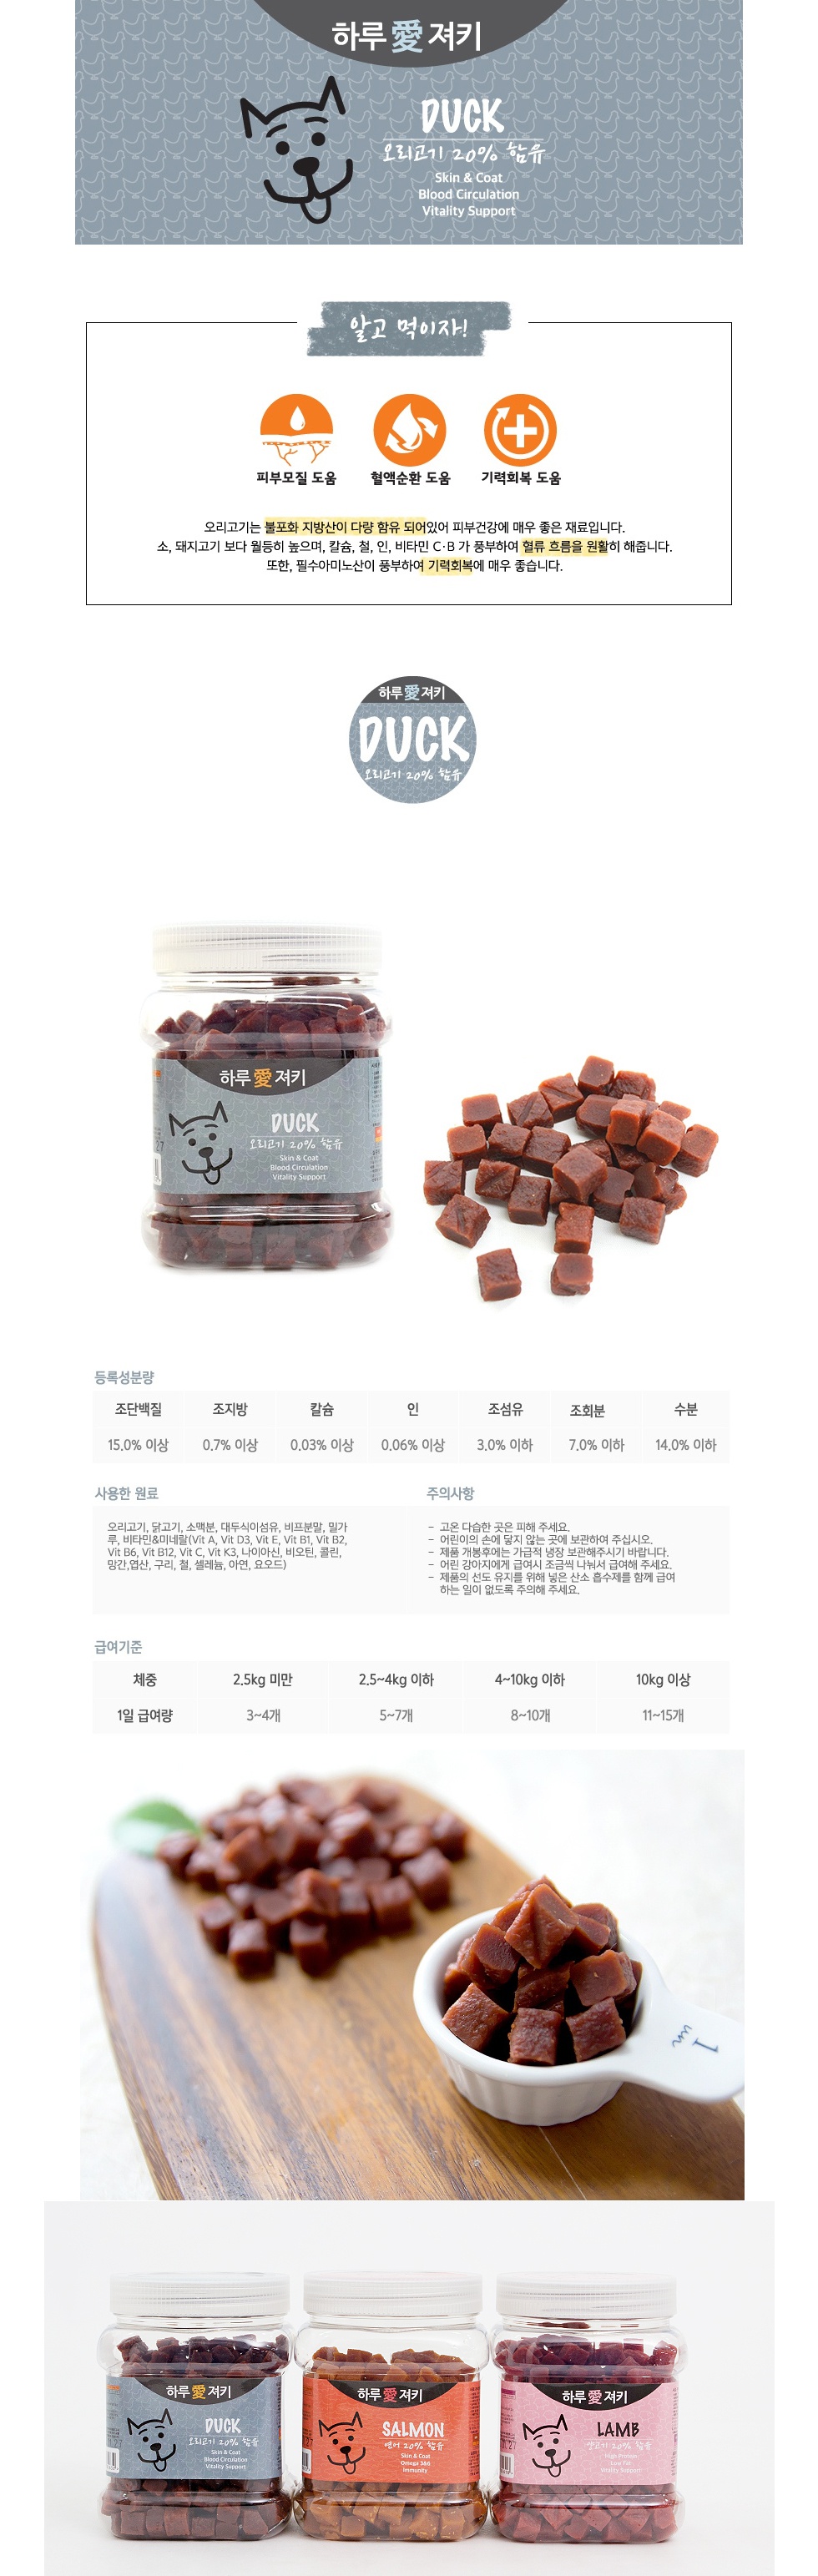 하루 愛 져키
DUCK
오리고기 20% 함유
Skin & Coat
Blood Circulation
Vitality Support
알고 먹이자!
피부모질 도움 혈액순환 도움 기력회복 도움
오리고기는 불포화 지방산이 다량 함유 되어있어 피부건강에 매우 좋은 재료입니다.
소, 돼지고기 보다 월등히 높으며, 칼슘, 철, 인, 비타민 C·B 가 풍부하여 혈류 흐름을 원활히 해줍니다.
또한, 필수아미노산이 풍부하여 기력회복에 매우 좋습니다.
하루 愛 져키
DUCK
오리고기 20% 함유
하루 愛 져키
DUCK
오리고기 20% 함유
Skin & Coat
Blood Circulation
Vitality Support
등록성분량
조단백질 조지방 칼슘 인 조섬유 조회분 수분
15.0% 이상 0.7% 이상 0.03% 이상 0.06% 이상 3.0% 이하 7.0% 이하 14.0% 이하
사용한 원료
오리고기, 닭고기, 소맥분, 대두식이섬유, 비프분말, 밀가
루, 비타민&미네랄(Vit A, Vit D3, Vit E, Vit B1, Vit B2,
Vit B6, Vit B12, Vit C, Vit K3, 나이아신, 비오틴, 콜린,
망간,엽산, 구리, 철, 셀레늄, 아연, 요오드)
주의사항
- 고온 다습한 곳은 피해 주세요.
- 어린이의 손에 닿지 않는 곳에 보관하여 주십시오.
- 제품 개봉후에는 가급적 냉장 보관해주시기 바랍니다.
- 어린 강아지에게 급여시 조금씩 나눠서 급여해 주세요.
- 제품의 선도 유지를 위해 넣은 산소 흡수제를 함께 급여
하는 일이 없도록 주의해 주세요.
급여기준
체중 2.5kg 미만 2.5~4kg 이하 4~10kg 이하 10kg 이상
1일 급여량 3~4개 5~7개 8~10개 11~15개
1
하루 愛 져키
DUCK
오리고기 20% 함유
Skin & Coat
Blood Circulation
Vitality Support
하루 愛 져키
SALMON
연어 20% 함유
Skin & Coat
Omega 3&6
Immunity
하루 愛 져키
LAMB
양고기 20% 함유
High Protein
Low Fat
Vitality Support